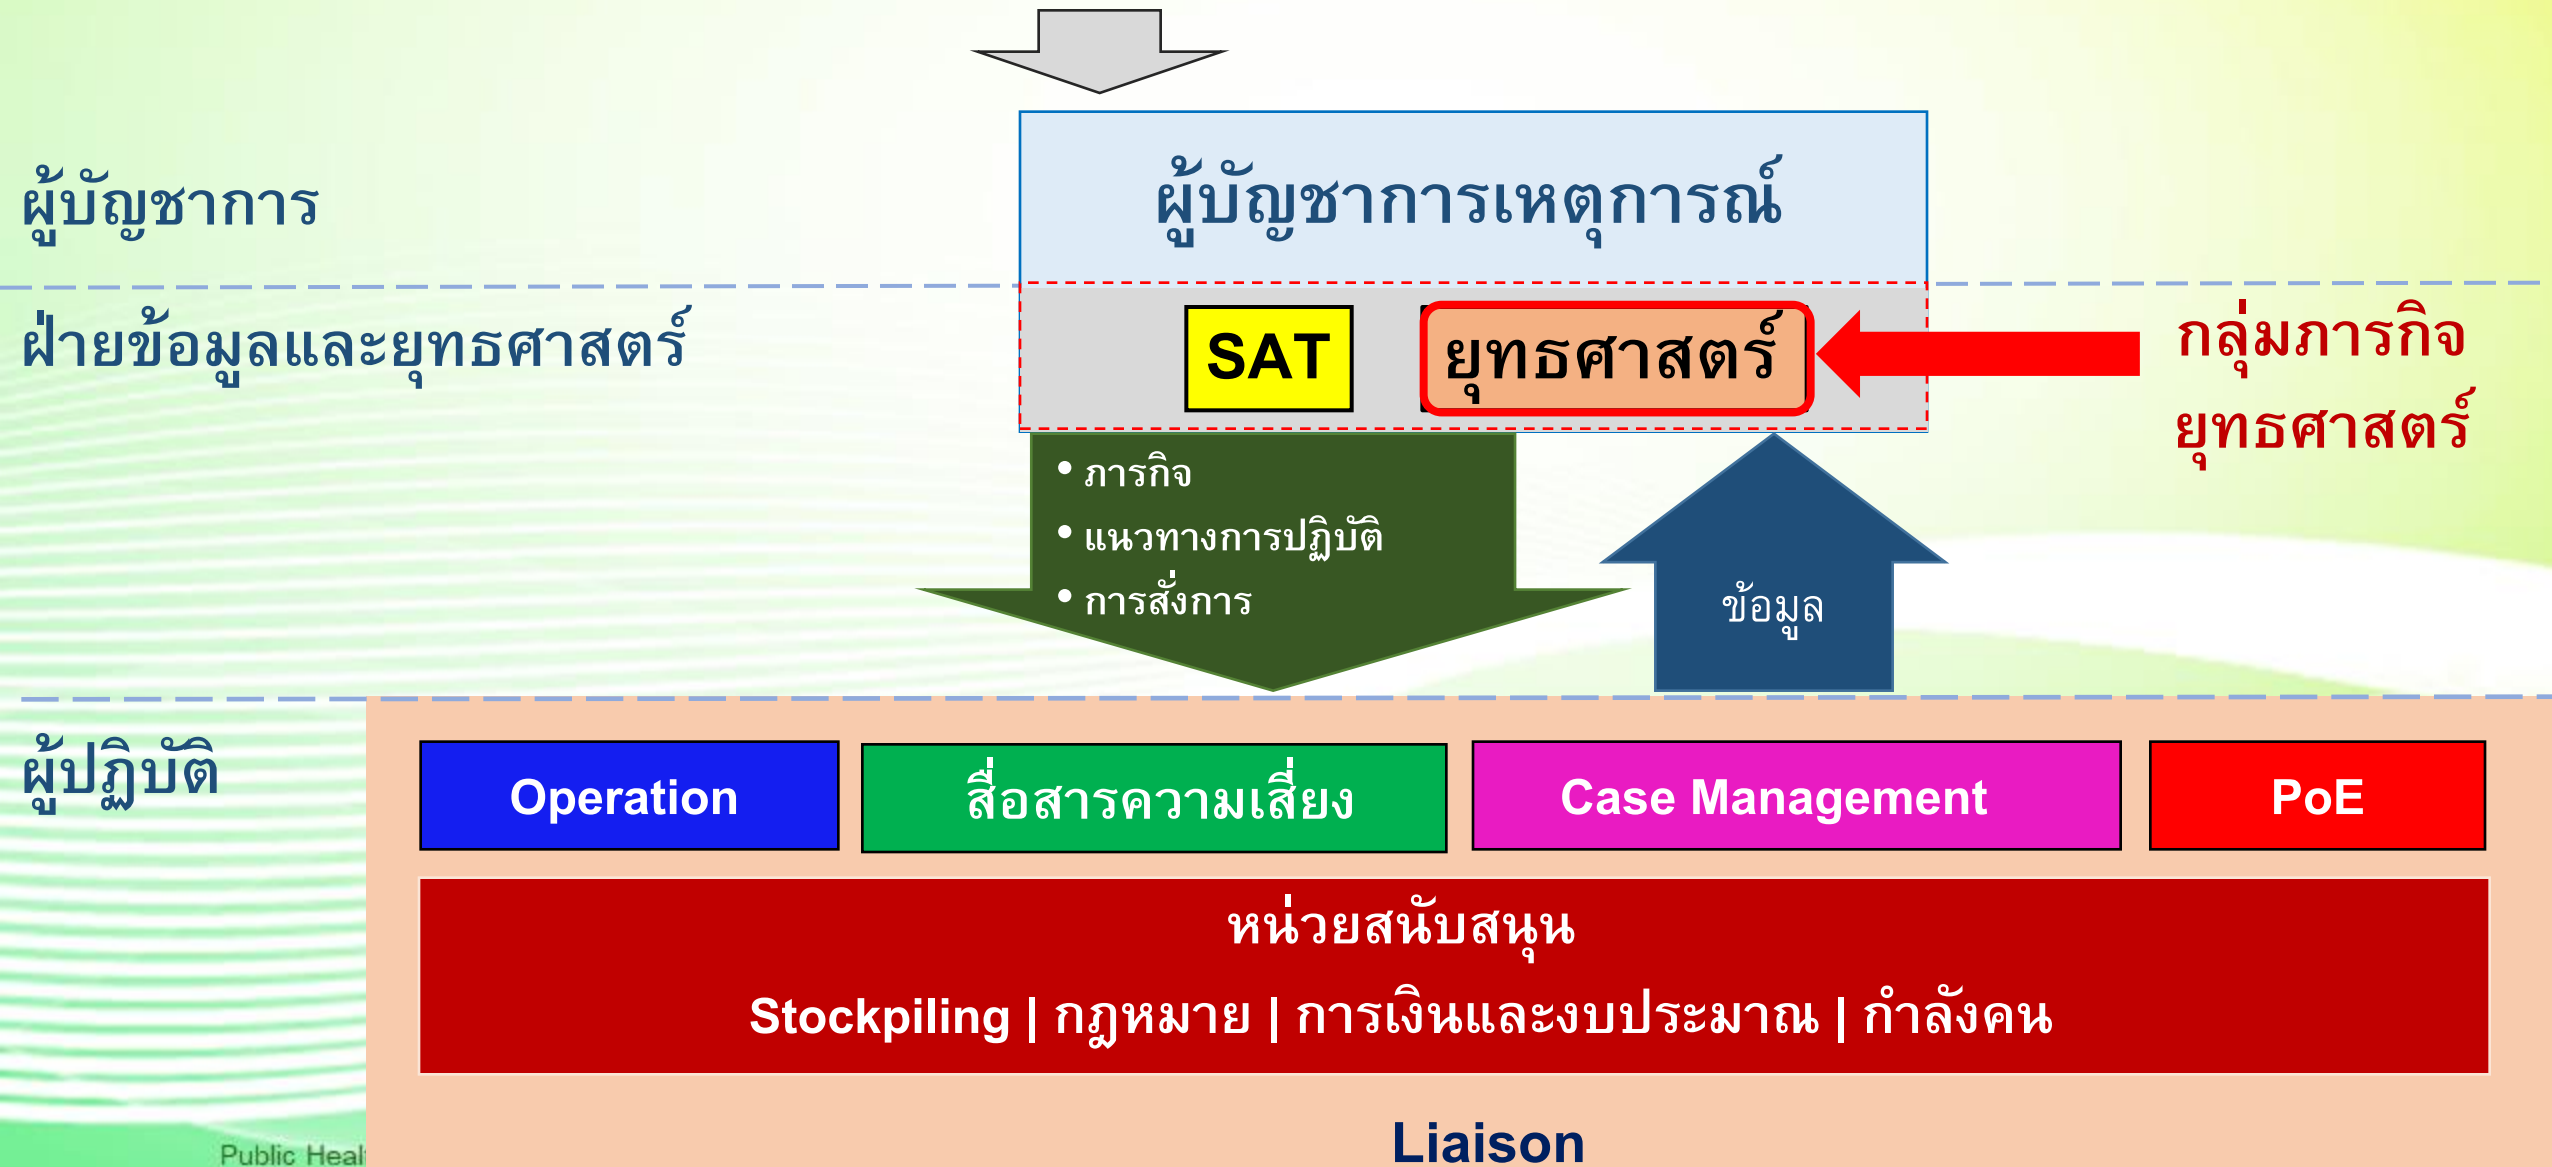 ผู้บัญชาการ
ผู้บัญชาการเหตุการณ์
ฝ่ายข้อมูลและยุทธศาสตร์
SAT
ยุทธศาสตร์
กลุ่มภารกิจ
ยุทธศาสตร์
• ภารกิจ
• แนวทางการปฏิบัติ
• การสั่งการ
ข้อมูล
ผู้ปฏิบัติ
Operation
สื่อสารความเสี่ยง
Case Management
PoE
หน่วยสนับสนุน
Stockpiling | กฎหมาย | การเงินและงบประมาณ | กำลังคน
Liaison
Public Heal